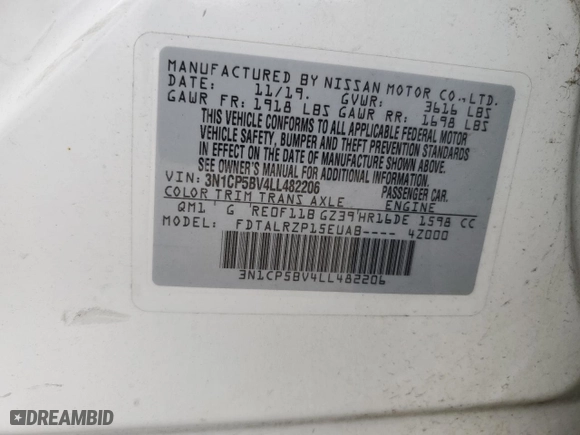 MANUFACTURED BY NISSAN MOTOR CO.,LTD.
DATE: 11/19. GVWR: 3616 LBS
GAWR FR: 1918 LBS GAWR RR: 1698 LBS
THIS VEHICLE CONFORMS TO ALL APPLICABLE FEDERAL MOTOR
VEHICLE SAFETY, BUMPER AND THEFT PREVENTION STANDARDS
IN EFFECT ON THE DATE OF MANUFACTURE SHOWN ABOVE.
SEE OWNER'S MANUAL FOR LOADING AND TIRE INFORMATION.
VIN: 3N1CP5BV4LL482206 PASSENGER CAR.
COLOR TRIM TRANS AXLE ENGINE
QM1 G RE0F11B GZ39 HR16DE 1598 CC
MODEL: FDTALRZP15EUAB---- 4Z000
3N1CP5BV4LL482206
DREAMBID